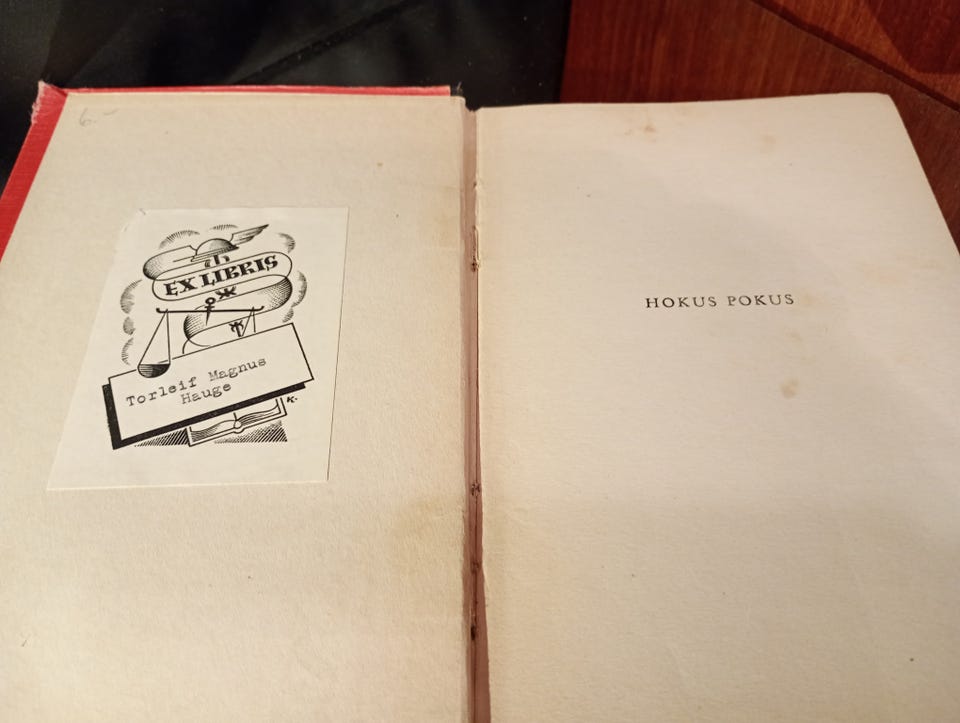 6.-
EX LIBRIS
Torleif Magnus
Hauge
K.
HOKUS POKUS